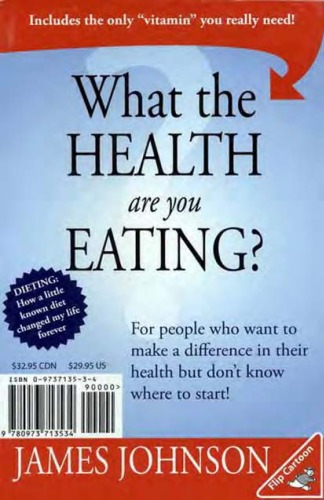 Includes the only "vitamin" you really need!
What the
HEALTH
are you
EATING?
DIETING:
How a little
known diet
changed my life
forever
For people who want to
make a difference in their
health but don't know
where to start!
$32.95 CDN $29.95 US
ISBN 0-9737135-3-4
90000>
9 780973 713534
JAMES JOHNSON
Flip Cartoon